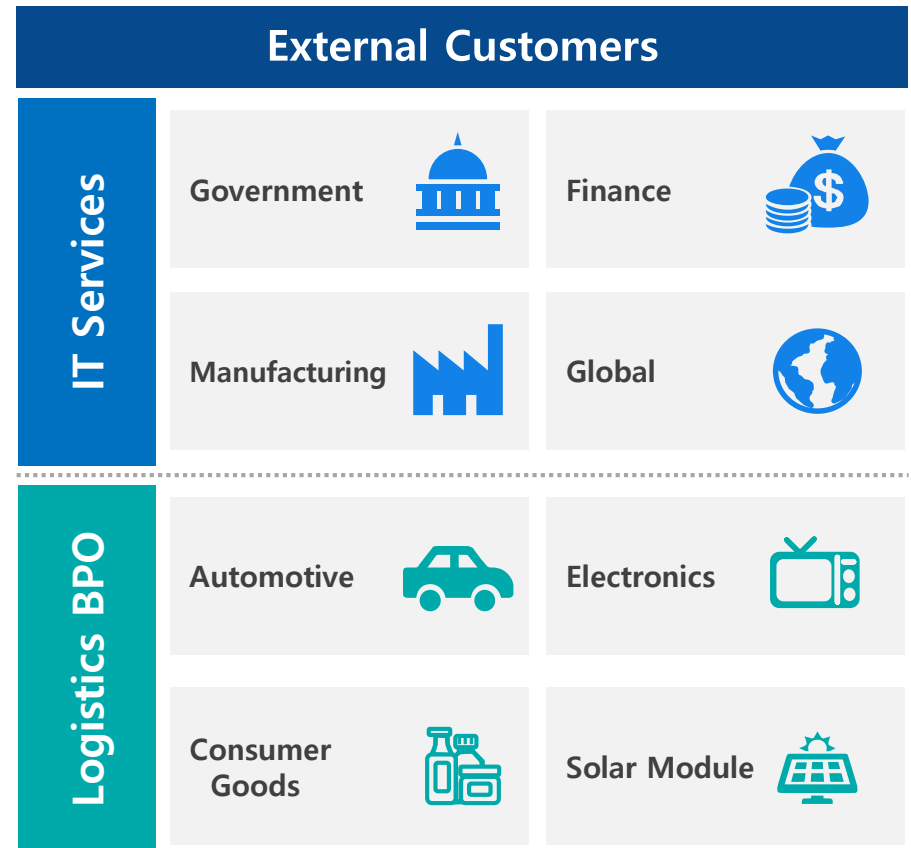 External Customers
IT Services
Government
Finance
Manufacturing
Global
Logistics BPO
Automotive
Electronics
Consumer
Goods
Solar Module
$